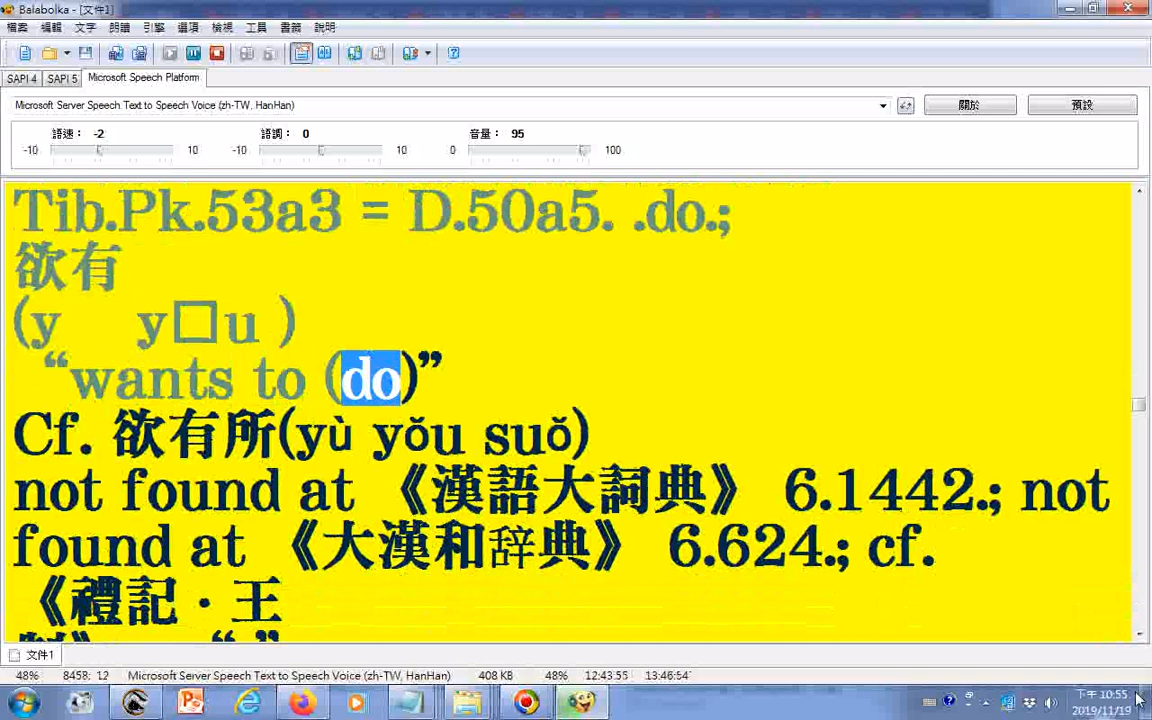 Balabolka - [文件1]
檔案 編輯 文字 朗讀 引擎 選項 檢視 工具 書籤 說明
SAPI 4 SAPI 5 Microsoft Speech Platform
Microsoft Server Speech Text to Speech Voice (zh-TW, HanHan) 關於 預設
語速： -2 語調： 0 音量： 95
-10 10 -10 10 0 100
Tib.Pk.53a3 = D.50a5. .do.;
欲有
(y y□u )
“wants to (do)”
Cf. 欲有所(yù yǒu suǒ)
not found at 《漢語大詞典》 6.1442.; not
found at 《大漢和辞典》 6.624.; cf.
《禮記·王
文件1
48% 8458: 12 Microsoft Server Speech Text to Speech Voice (zh-TW, HanHan) 408 KB 48% 12:43:55 13:46:54
下午 10:55
2019/11/19